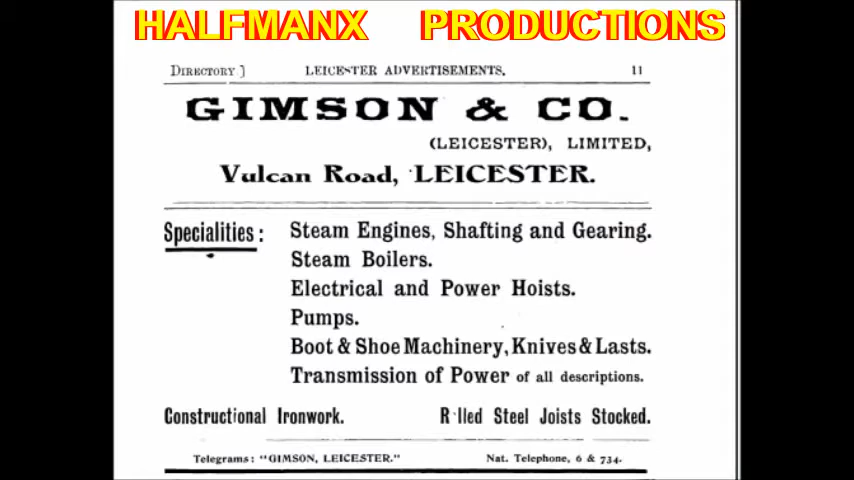 HALFMANX PRODUCTIONS
DIRECTORY] LEICESTER ADVERTISEMENTS. 11
GIMSON & CO.
(LEICESTER), LIMITED,
Vulcan Road, LEICESTER.
Specialities: Steam Engines, Shafting and Gearing.
Steam Boilers.
Electrical and Power Hoists.
Pumps.
Boot & Shoe Machinery, Knives & Lasts.
Transmission of Power of all descriptions.
Constructional Ironwork. Rolled Steel Joists Stocked.
Telegrams: "GIMSON, LEICESTER." Nat. Telephone, 6 & 734.